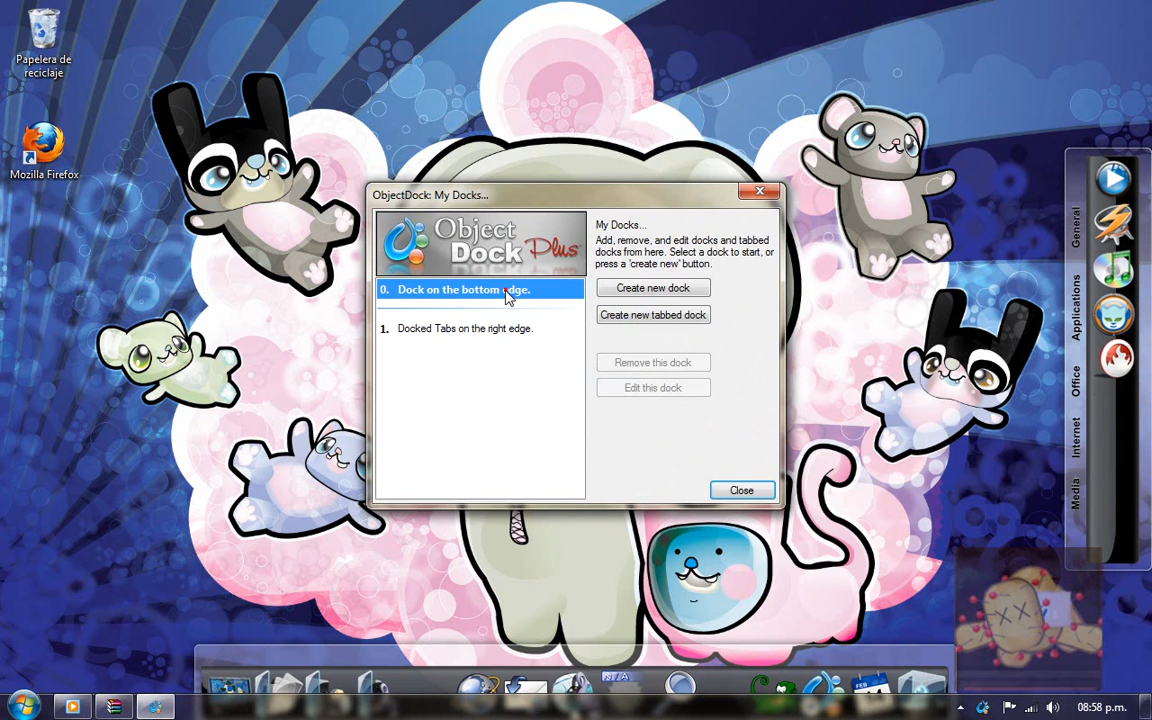 Papelera de
reciclaje
Mozilla Firefox
ObjectDock: My Docks...
Object
Dock Plus
0. Dock on the bottom edge.
1. Docked Tabs on the right edge.
My Docks...
Add, remove, and edit docks and tabbed
docks from here. Select a dock to start, or
press a 'create new' button.
Create new dock
Create new tabbed dock
Remove this dock
Edit this dock
Close
General
Applications
Office
Internet
Media
N/A
FEB
08:58 p.m.